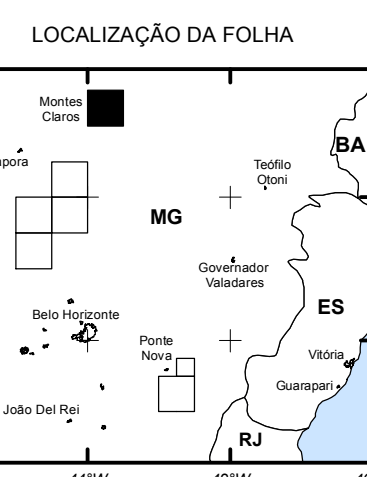 LOCALIZAÇÃO DA FOLHA
Montes
Claros
BA
pora
Teófilo
Otoni
MG
Governador
Valadares
ES
Belo Horizonte
Ponte
Nova
Vitória
Guarapari
João Del Rei
RJ